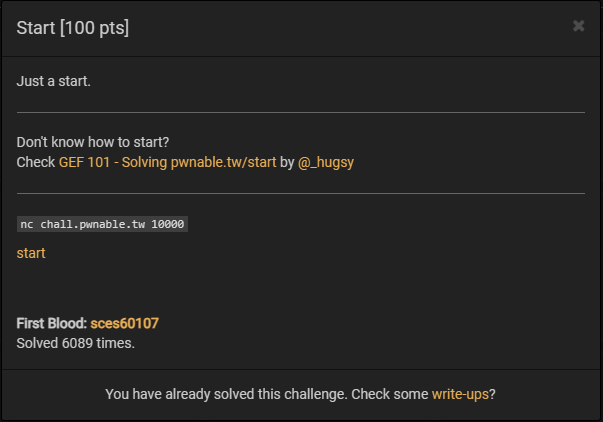 Start [100 pts]
Just a start.
Don't know how to start?
Check GEF 101 - Solving pwnable.tw/start by @_hugsy
nc chall.pwnable.tw 10000
start
First Blood: sces60107
Solved 6089 times.
You have already solved this challenge. Check some write-ups?